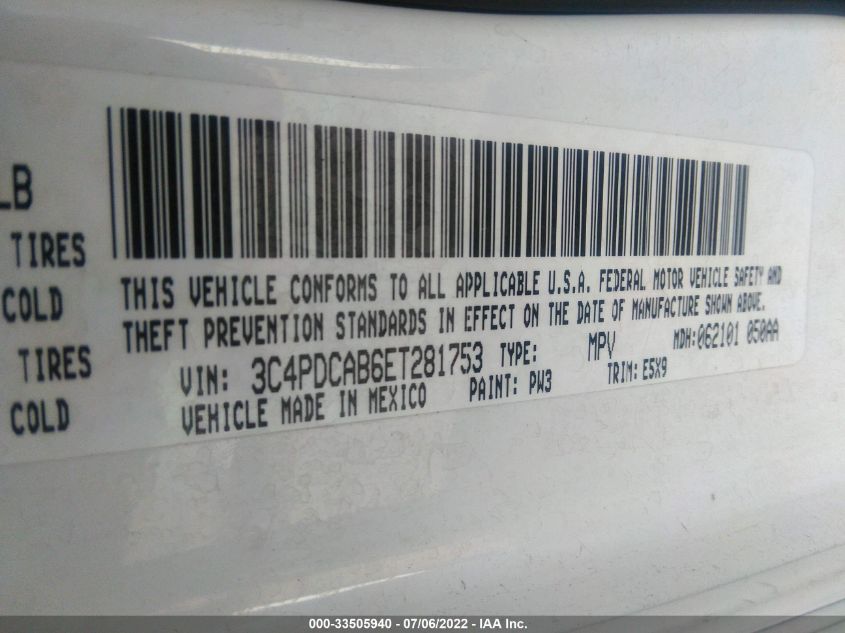 LB
TIRES
COLD
TIRES
COLD
THIS VEHICLE CONFORMS TO ALL APPLICABLE U.S.A. FEDERAL MOTOR VEHICLE SAFETY AND
THEFT PREVENTION STANDARDS IN EFFECT ON THE DATE OF MANUFACTURE SHOWN ABOVE.
VIN: 3C4PDCAB6ET281753 TYPE: MPV MDH:062101 050AA
VEHICLE MADE IN MEXICO PAINT: PW3 TRIM: E5X9
000-33505940 - 07/06/2022 - IAA Inc.